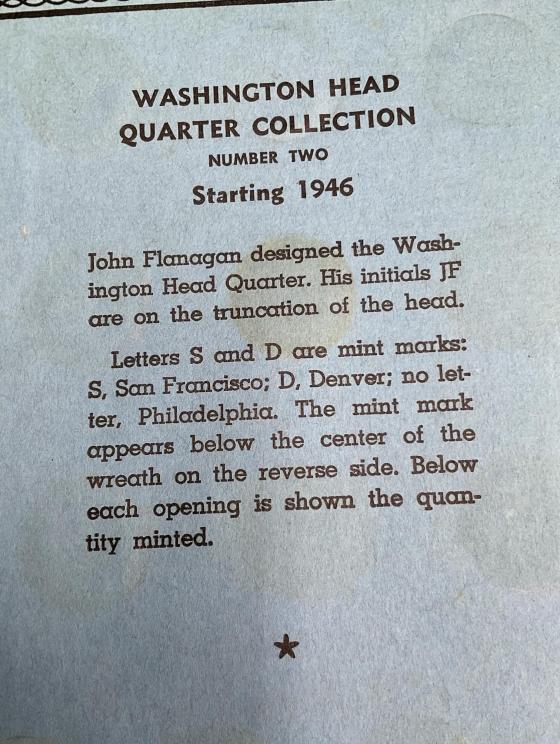 WASHINGTON HEAD
QUARTER COLLECTION
NUMBER TWO
Starting 1946
John Flanagan designed the Wash-
ington Head Quarter. His initials JF
are on the truncation of the head.
Letters S and D are mint marks:
S, San Francisco; D, Denver; no let-
ter, Philadelphia. The mint mark
appears below the center of the
wreath on the reverse side. Below
each opening is shown the quan-
tity minted.